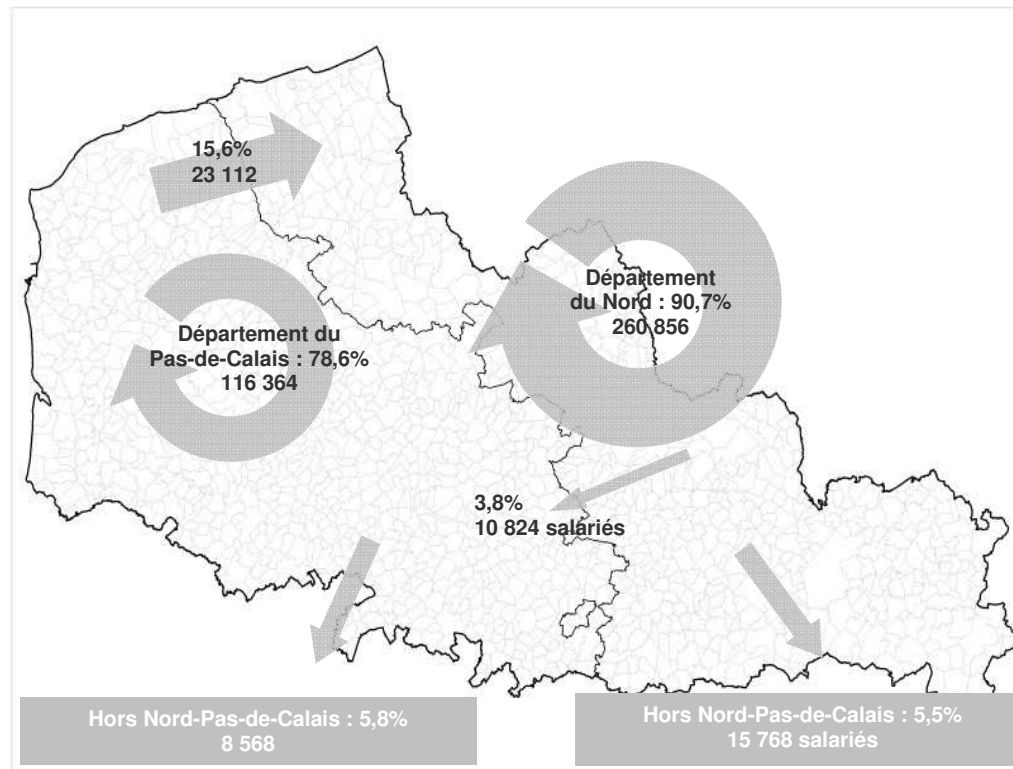 15,6%
23 112
Département
du Nord : 90,7%
260 856
Département du
Pas-de-Calais : 78,6%
116 364
3,8%
10 824 salariés
Hors Nord-Pas-de-Calais : 5,8%
8 568
Hors Nord-Pas-de-Calais : 5,5%
15 768 salariés